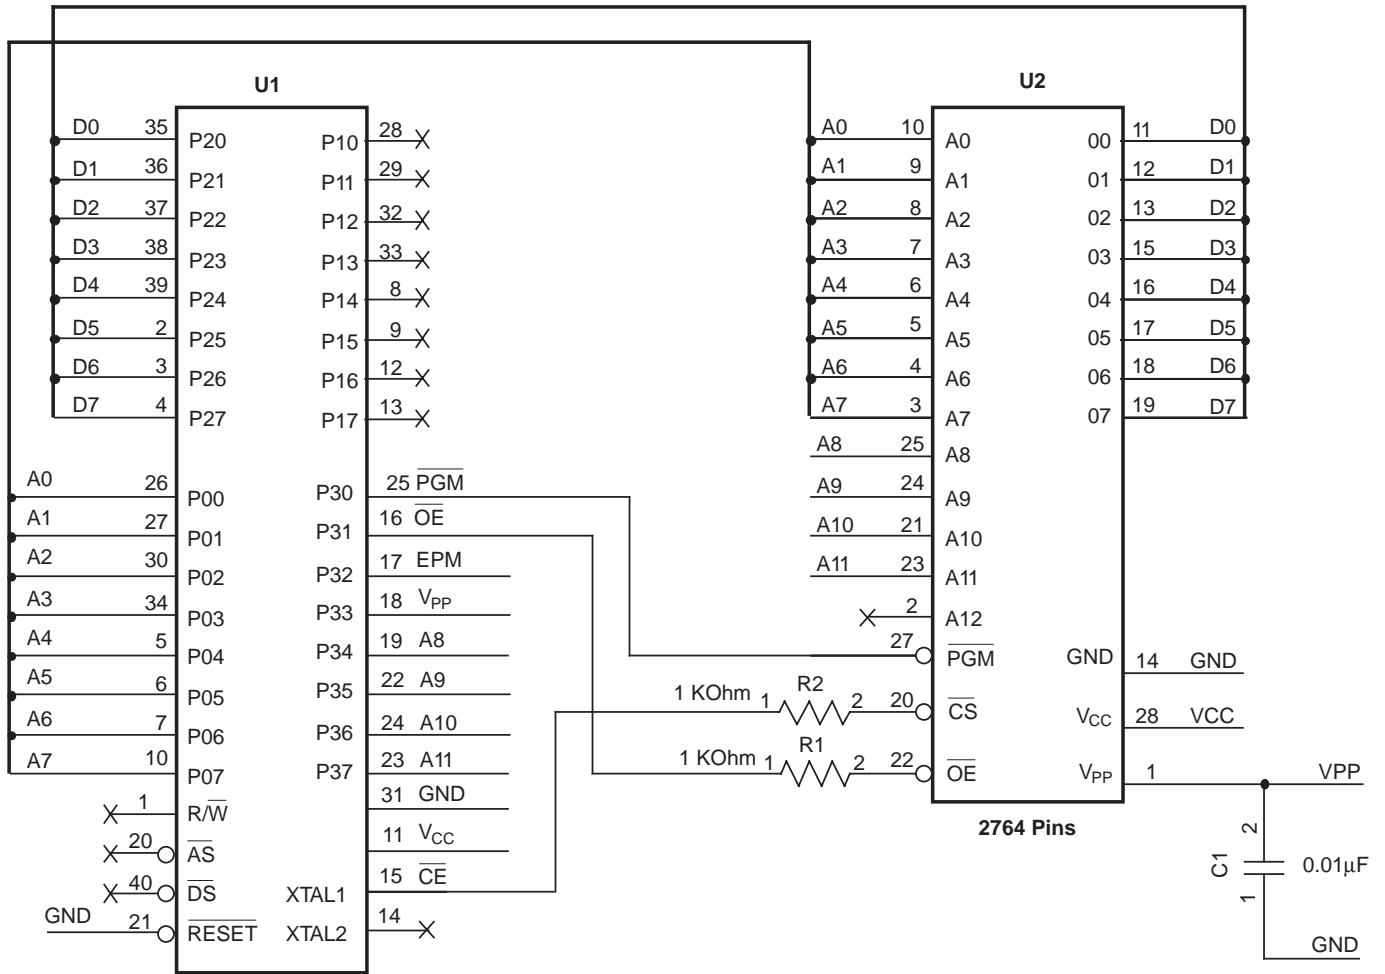 U1
U2
D0 35 P20
D1 36 P21
D2 37 P22
D3 38 P23
D4 39 P24
D5 2 P25
D6 3 P26
D7 4 P27
A0 26 P00
A1 27 P01
A2 30 P02
A3 34 P03
A4 5 P04
A5 6 P05
A6 7 P06
A7 10 P07
1 R/W
20 AS
40 DS
GND 21 RESET
P10 28
P11 29
P12 32
P13 33
P14 8
P15 9
P16 12
P17 13
P30 25 PGM
P31 16 OE
P32 17 EPM
P33 18 VPP
P34 19 A8
P35 22 A9
P36 24 A10
P37 23 A11
31 GND
11 VCC
XTAL1 15 CE
XTAL2 14
A0 10 A0
A1 9 A1
A2 8 A2
A3 7 A3
A4 6 A4
A5 5 A5
A6 4 A6
A7 3 A7
A8 25 A8
A9 24 A9
A10 21 A10
A11 23 A11
2 A12
27 PGM
1 KOhm 1 R2 2 20 CS
1 KOhm 1 R1 2 22 OE
00 11 D0
01 12 D1
02 13 D2
03 15 D3
04 16 D4
05 17 D5
06 18 D6
07 19 D7
GND 14 GND
VCC 28 VCC
VPP 1 VPP
2764 Pins
2
C1 0.01µF
1
GND